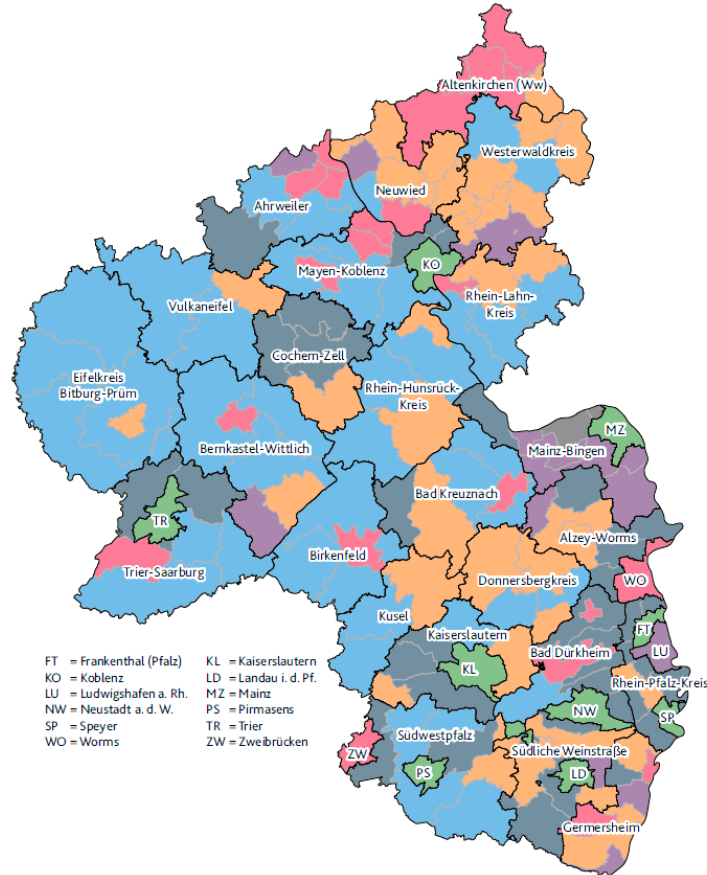 Altenkirchen (Ww)
Westerwaldkreis
Neuwied
Ahrweiler
KO
Mayen-Koblenz
Rhein-Lahn-
Kreis
Vulkaneifel
Cochem-Zell
Eifelkreis
Bitburg-Prüm
Rhein-Hunsrück-
Kreis
MZ
Bernkastel-Wittlich
Mainz-Bingen
Bad Kreuznach
TR
Alzey-Worms
Birkenfeld
Trier-Saarburg
Donnersbergkreis
WO
Kusel
Kaiserslautern
FT
Bad Dürkheim
LU
KL
Rhein-Pfalz-Kreis
NW
SP
Südwestpfalz
Südliche Weinstraße
ZW
PS
LD
Germersheim
FT = Frankenthal (Pfalz)
KO = Koblenz
LU = Ludwigshafen a. Rh.
NW = Neustadt a. d. W.
SP = Speyer
WO = Worms
KL = Kaiserslautern
LD = Landau i. d. Pf.
MZ = Mainz
PS = Pirmasens
TR = Trier
ZW = Zweibrücken